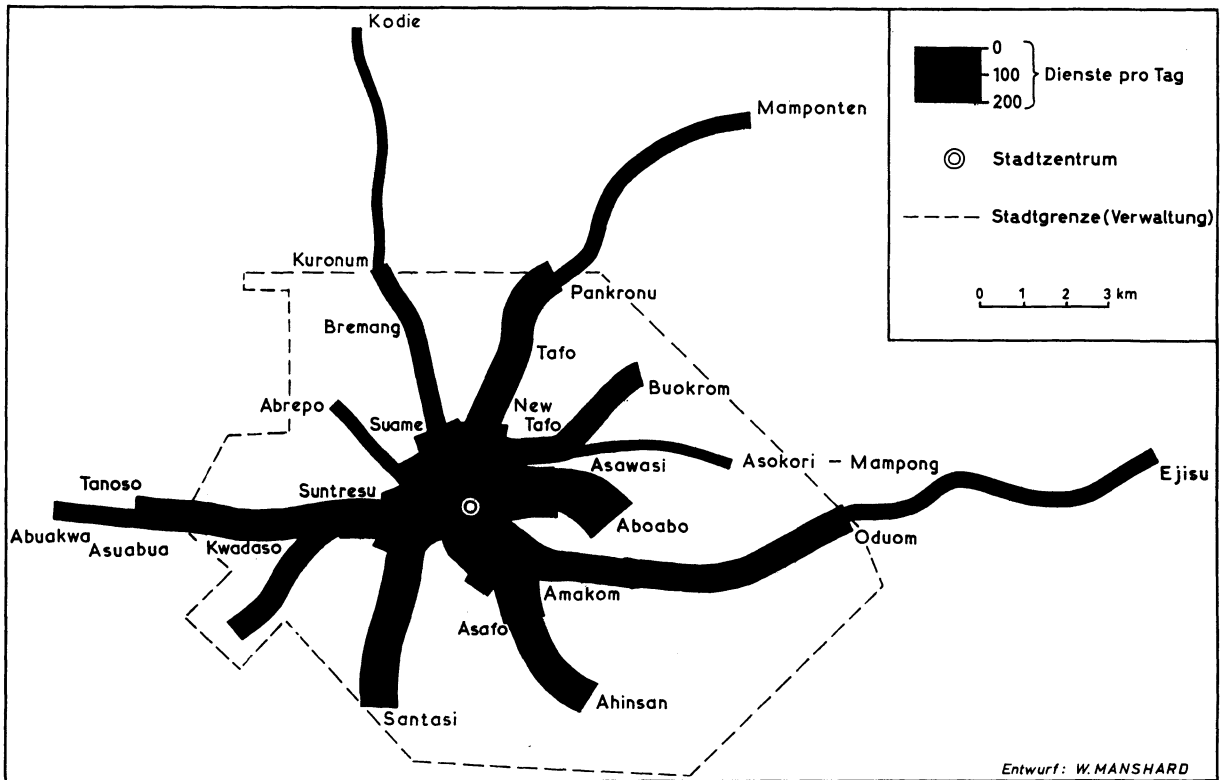 Kodie
Mamponten
0
100
200
Dienste pro Tag
Stadtzentrum
Stadtgrenze (Verwaltung)
0 1 2 3 km
Kuronum
Pankronu
Bremang
Tafo
Buokrom
Abrepo
Suame
New
Tafo
Asawasi
Asokori - Mampong
Ejisu
Tanoso
Suntresu
Aboabo
Abuakwa
Asuabua
Kwadaso
Oduom
Amakom
Asafo
Ahinsan
Santasi
Entwurf: W. MANSHARD